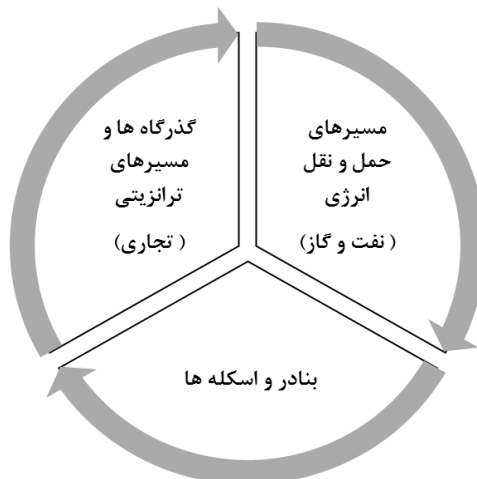 مسیرهای
حمل و نقل
انرژی
( نفت و گاز)
گذرگاه ها و
مسیرهای
ترانزیتی
( تجاری)
بنادر و اسکله ها